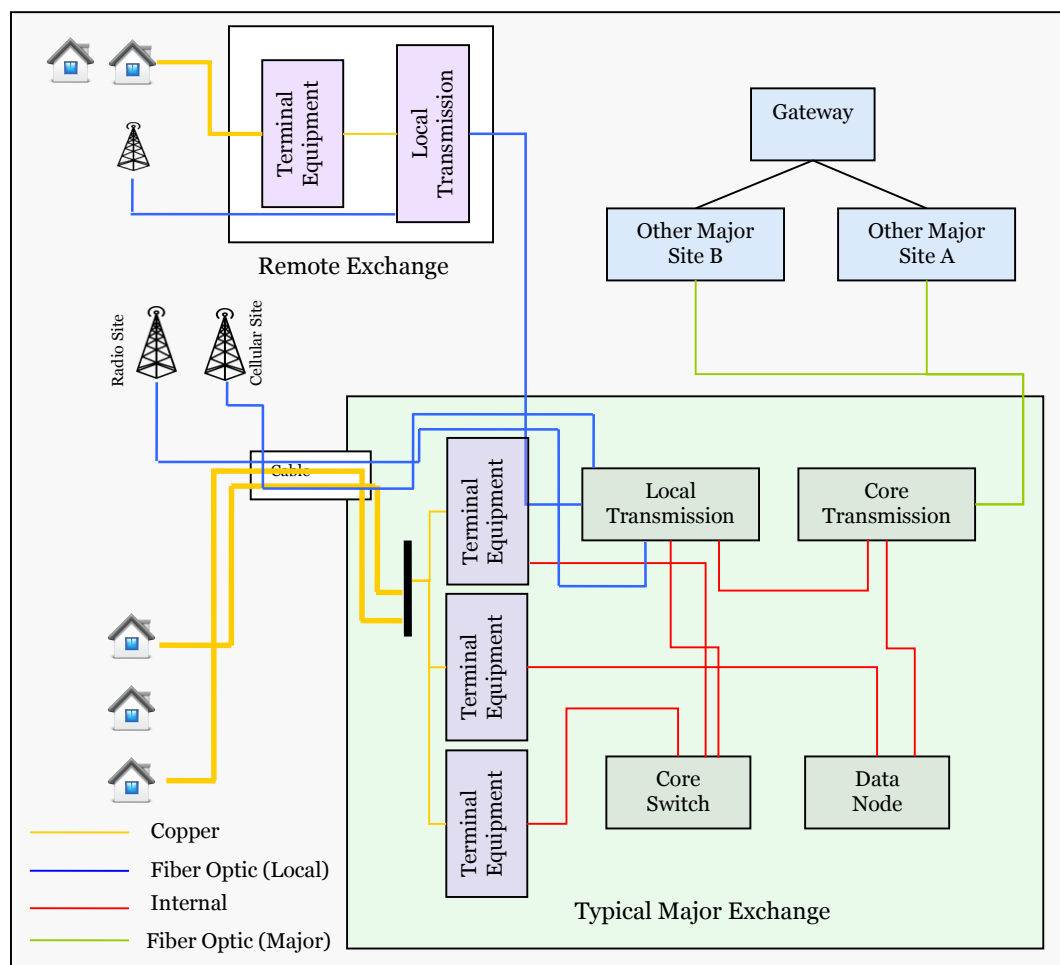 Terminal
Equipment
Local
Transmission
Remote Exchange
Gateway
Other Major
Site B
Other Major
Site A
Radio Site
Cellular Site
Cable
Terminal
Equipment
Local
Transmission
Core
Transmission
Terminal
Equipment
Terminal
Equipment
Core
Switch
Data
Node
Typical Major Exchange
Copper
Fiber Optic (Local)
Internal
Fiber Optic (Major)